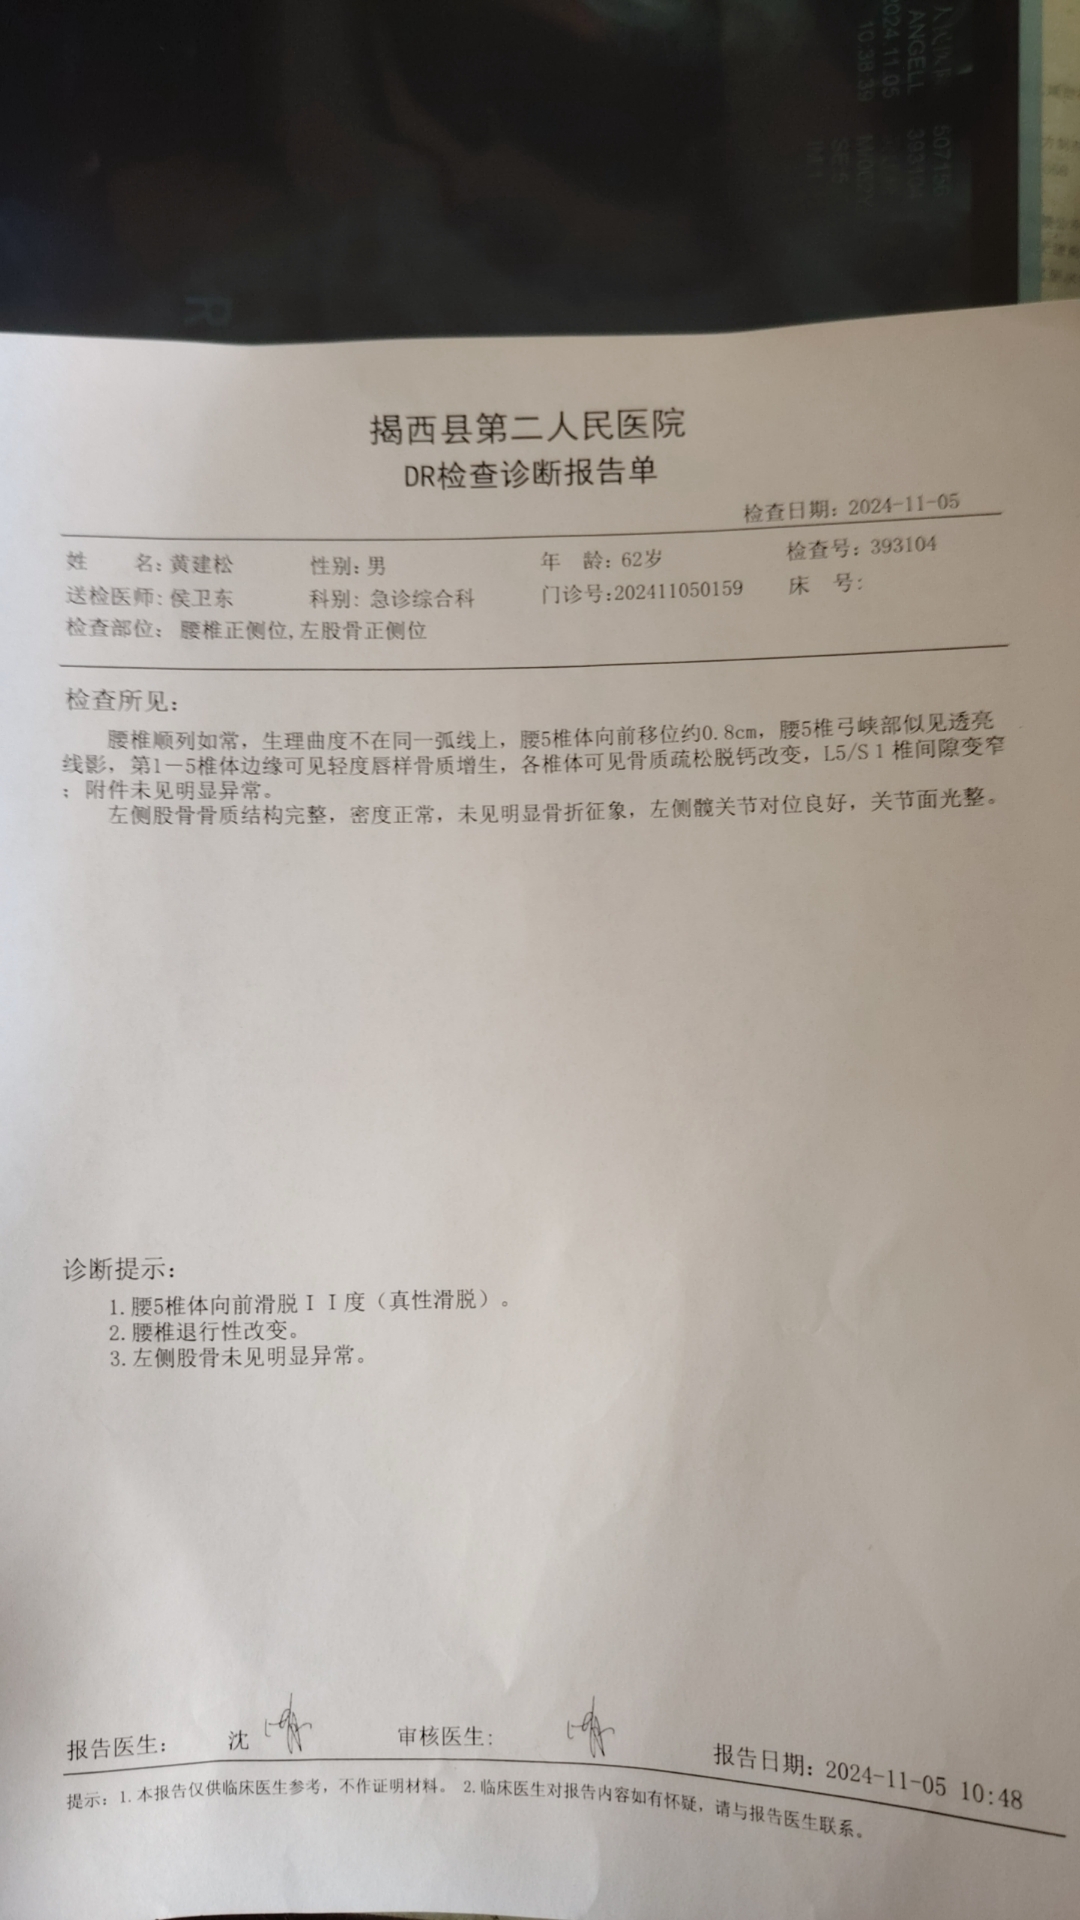 ANGELL
2024.11.05
10:38:39
507156
393104
M/062Y
SE:5
IM:1
R
揭西县第二人民医院
DR检查诊断报告单
检查日期: 2024-11-05
姓 名: 黄建松 性别: 男 年 龄: 62岁 检查号: 393104
送检医师: 侯卫东 科别: 急诊综合科 门诊号:202411050159 床 号:
检查部位: 腰椎正侧位,左股骨正侧位
检查所见:
腰椎顺列如常，生理曲度不在同一弧线上，腰5椎体向前移位约0.8cm，腰5椎弓峡部似见透亮
线影，第1－5椎体边缘可见轻度唇样骨质增生，各椎体可见骨质疏松脱钙改变，L5/S1椎间隙变窄
；附件未见明显异常。
左侧股骨骨质结构完整，密度正常，未见明显骨折征象，左侧髋关节对位良好，关节面光整。
诊断提示:
1.腰5椎体向前滑脱ＩＩ度（真性滑脱）。
2.腰椎退行性改变。
3.左侧股骨未见明显异常。
报告医生: 沈 审核医生: 报告日期: 2024-11-05 10:48
提示: 1.本报告仅供临床医生参考，不作证明材料。 2.临床医生对报告内容如有怀疑，请与报告医生联系。